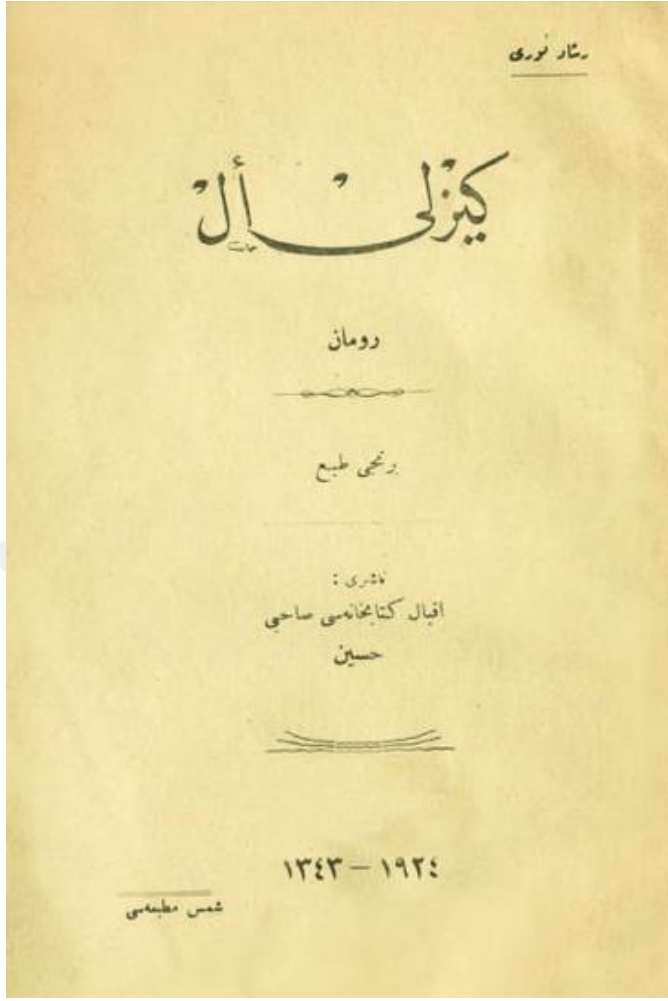 رشاد نوری
كیزلی أل
رومان
برنجی طبع
ناشری :
اقبال كتابخانه‌سی صاحبی
حسین
١٣٤٣ — ١٩٢٤
شمس مطبعه‌سی